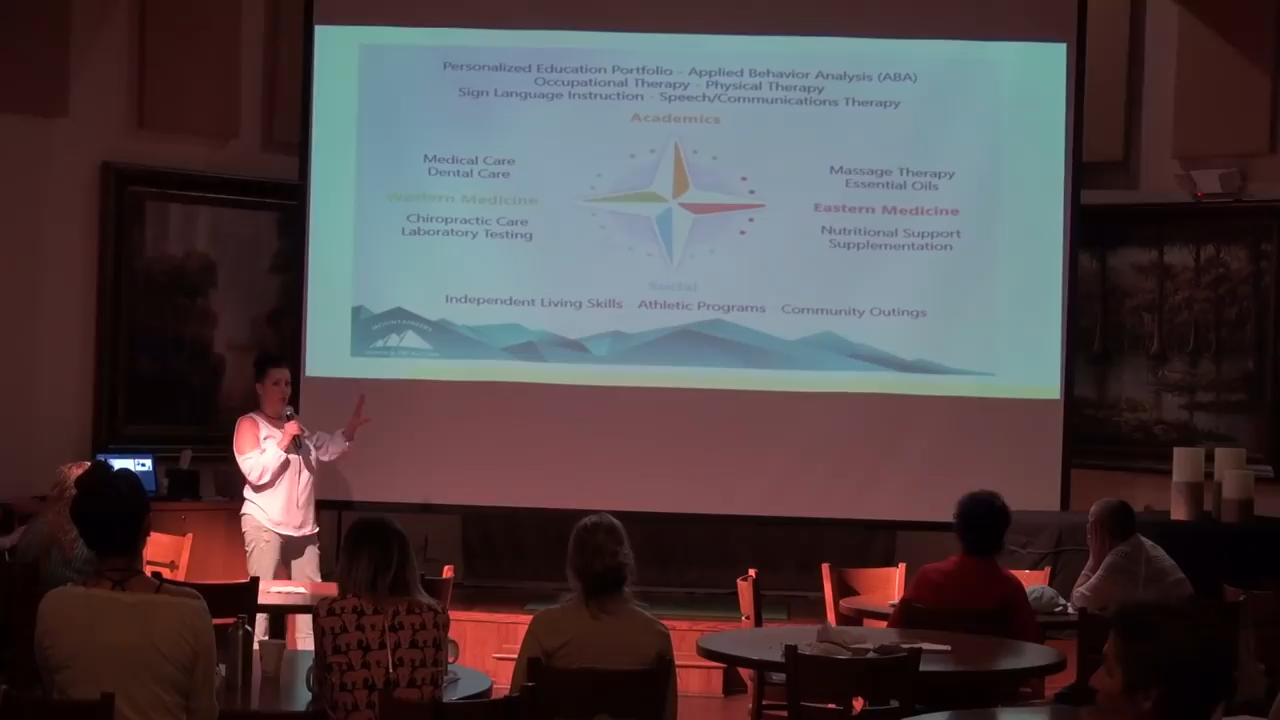 Personalized Education Portfolio - Applied Behavior Analysis (ABA)
Occupational Therapy - Physical Therapy
Sign Language Instruction - Speech/Communications Therapy
Academics
Medical Care
Dental Care
Western Medicine
Chiropractic Care
Laboratory Testing
Massage Therapy
Essential Oils
Eastern Medicine
Nutritional Support
Supplementation
Social
Independent Living Skills Athletic Programs Community Outings
MOUNTAINEERS